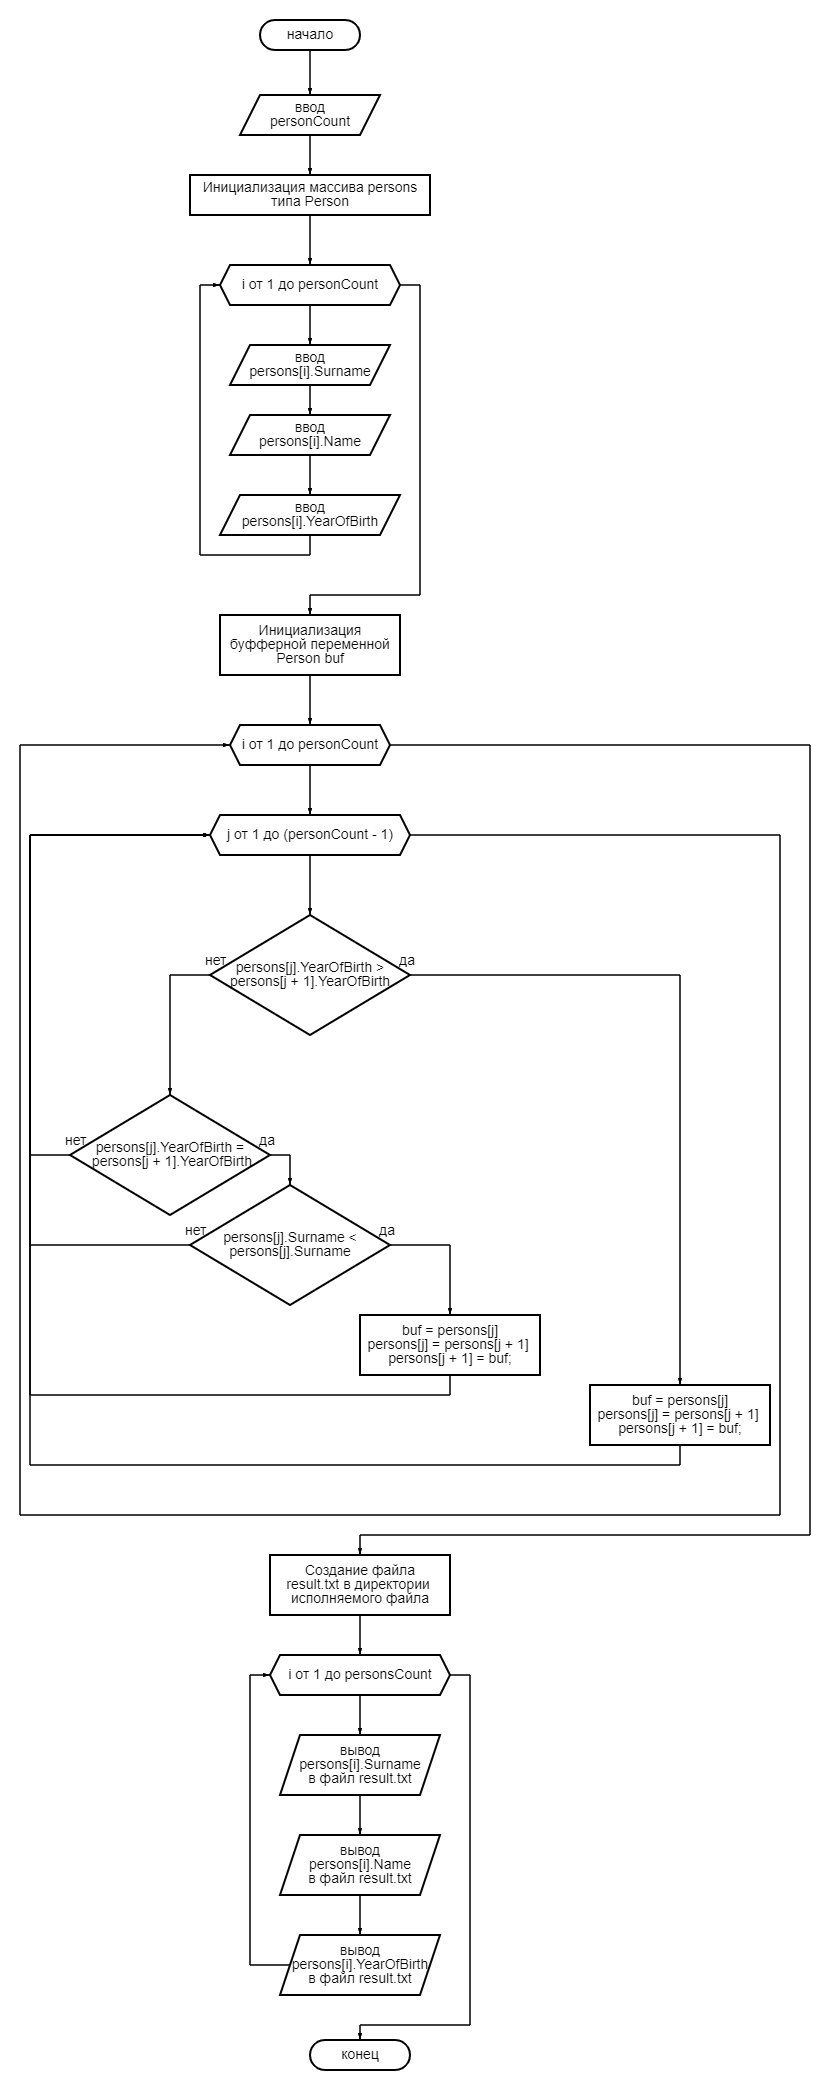 начало
ввод
personCount
Инициализация массива persons
типа Person
i от 1 до personCount
ввод
persons[i].Surname
ввод
persons[i].Name
ввод
persons[i].YearOfBirth
Инициализация
буфферной переменной
Person buf
i от 1 до personCount
j от 1 до (personCount - 1)
нет
да
persons[j].YearOfBirth >
persons[j + 1].YearOfBirth
нет
да
persons[j].YearOfBirth =
persons[j + 1].YearOfBirth
нет
да
persons[j].Surname <
persons[j].Surname
buf = persons[j]
persons[j] = persons[j + 1]
persons[j + 1] = buf;
buf = persons[j]
persons[j] = persons[j + 1]
persons[j + 1] = buf;
Создание файла
result.txt в директории
исполняемого файла
i от 1 до personsCount
вывод
persons[i].Surname
в файл result.txt
вывод
persons[i].Name
в файл result.txt
вывод
persons[i].YearOfBirth
в файл result.txt
конец